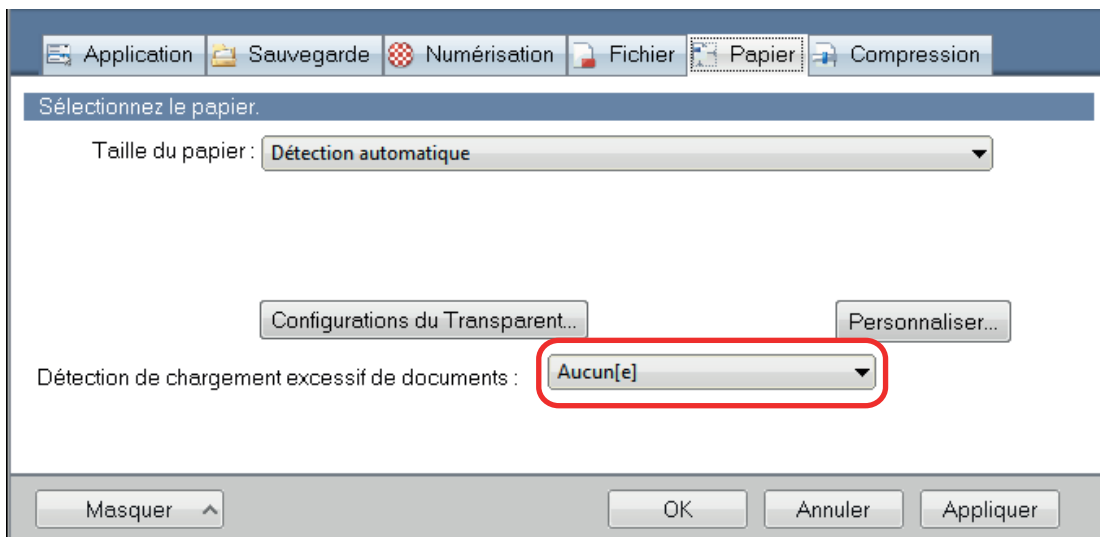 Application Sauvegarde Numérisation Fichier Papier Compression
Sélectionnez le papier.
Taille du papier : Détection automatique
Configurations du Transparent... Personnaliser...
Détection de chargement excessif de documents : Aucun[e]
Masquer OK Annuler Appliquer